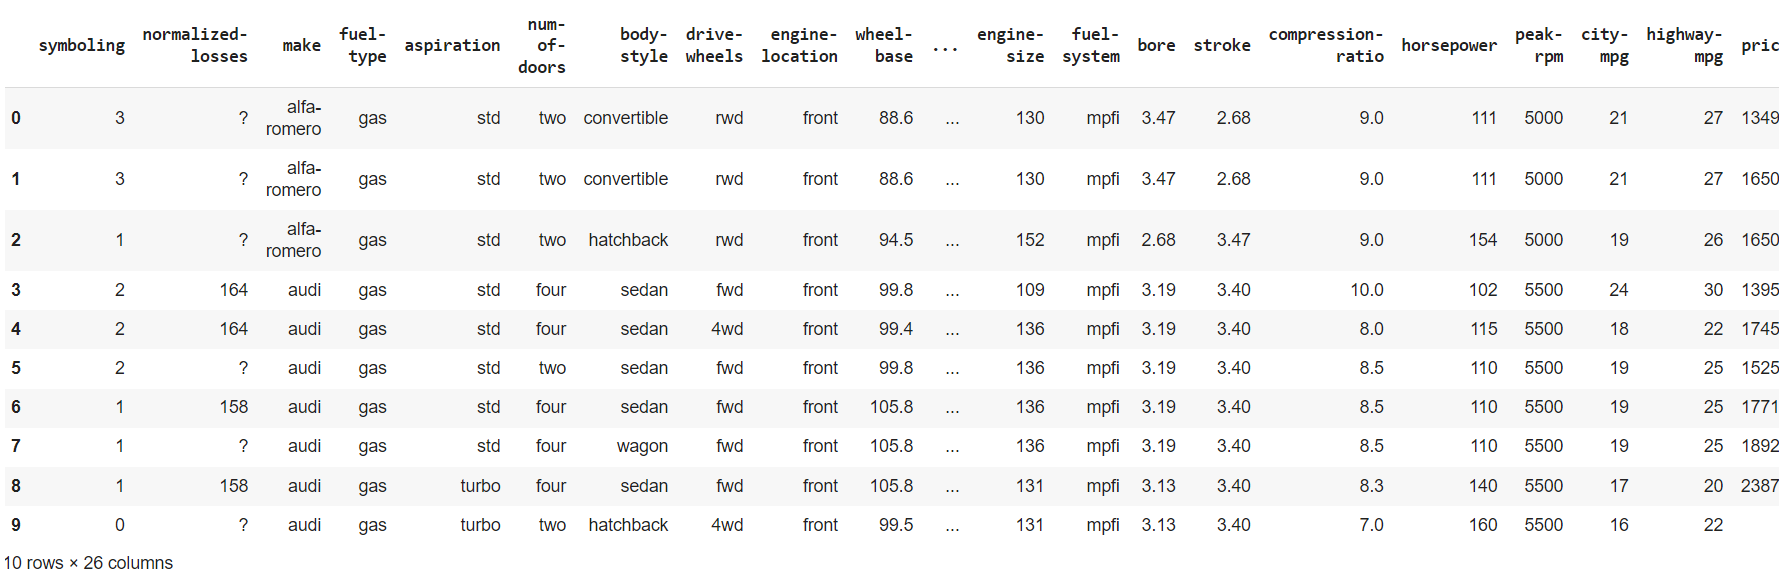 symboling normalized-losses make fuel-type aspiration num-of-doors body-style drive-wheels engine-location wheel-base ... engine-size fuel-system bore stroke compression-ratio horsepower peak-rpm city-mpg highway-mpg pric
0 3 ? alfa-romero gas std two convertible rwd front 88.6 ... 130 mpfi 3.47 2.68 9.0 111 5000 21 27 1349
1 3 ? alfa-romero gas std two convertible rwd front 88.6 ... 130 mpfi 3.47 2.68 9.0 111 5000 21 27 1650
2 1 ? alfa-romero gas std two hatchback rwd front 94.5 ... 152 mpfi 2.68 3.47 9.0 154 5000 19 26 1650
3 2 164 audi gas std four sedan fwd front 99.8 ... 109 mpfi 3.19 3.40 10.0 102 5500 24 30 1395
4 2 164 audi gas std four sedan 4wd front 99.4 ... 136 mpfi 3.19 3.40 8.0 115 5500 18 22 1745
5 2 ? audi gas std two sedan fwd front 99.8 ... 136 mpfi 3.19 3.40 8.5 110 5500 19 25 1525
6 1 158 audi gas std four sedan fwd front 105.8 ... 136 mpfi 3.19 3.40 8.5 110 5500 19 25 1771
7 1 ? audi gas std four wagon fwd front 105.8 ... 136 mpfi 3.19 3.40 8.5 110 5500 19 25 1892
8 1 158 audi gas turbo four sedan fwd front 105.8 ... 131 mpfi 3.13 3.40 8.3 140 5500 17 20 2387
9 0 ? audi gas turbo two hatchback 4wd front 99.5 ... 131 mpfi 3.13 3.40 7.0 160 5500 16 22
10 rows × 26 columns